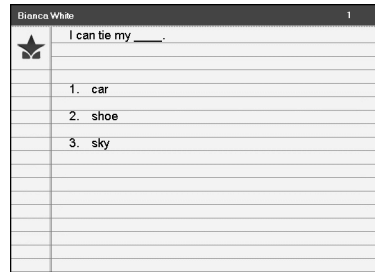 Bianca White 1
I can tie my ____.
1. car
2. shoe
3. sky